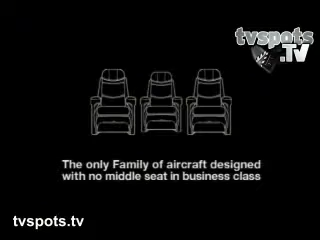 tvspots
.TV
The only Family of aircraft designed
with no middle seat in business class
tvspots.tv